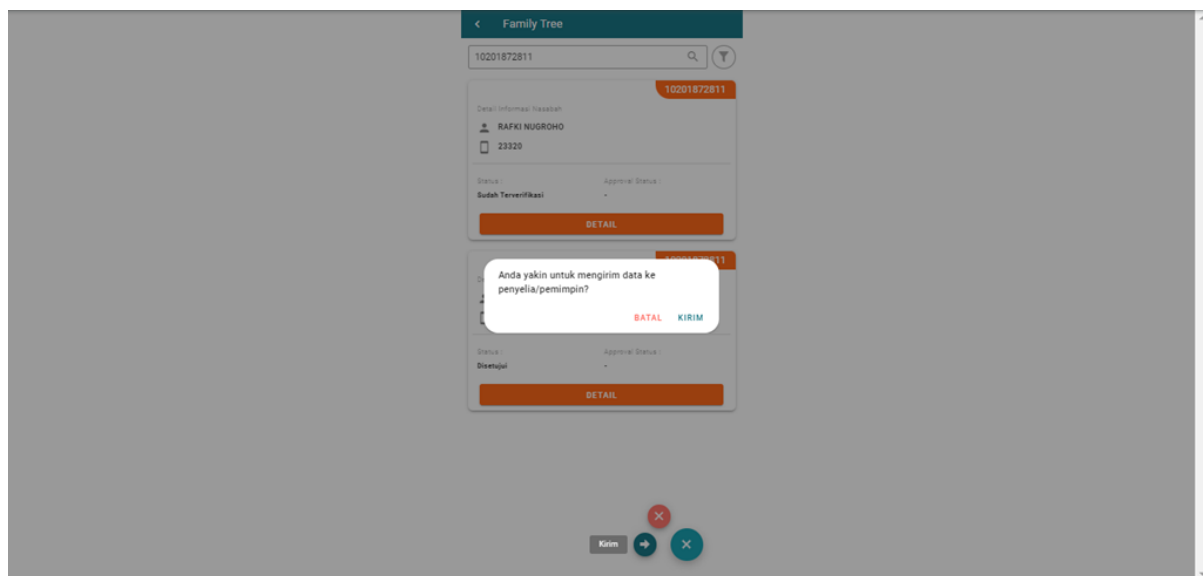 Family Tree
10201872811
10201872811
Detail Informasi Nasabah
RAFKI NUGROHO
23320
Status :
Approval Status :
Sudah Terverifikasi
-
DETAIL
Anda yakin untuk mengirim data ke
penyelia/pemimpin?
BATAL KIRIM
Status :
Approval Status :
Disetujui
-
DETAIL
Kirim